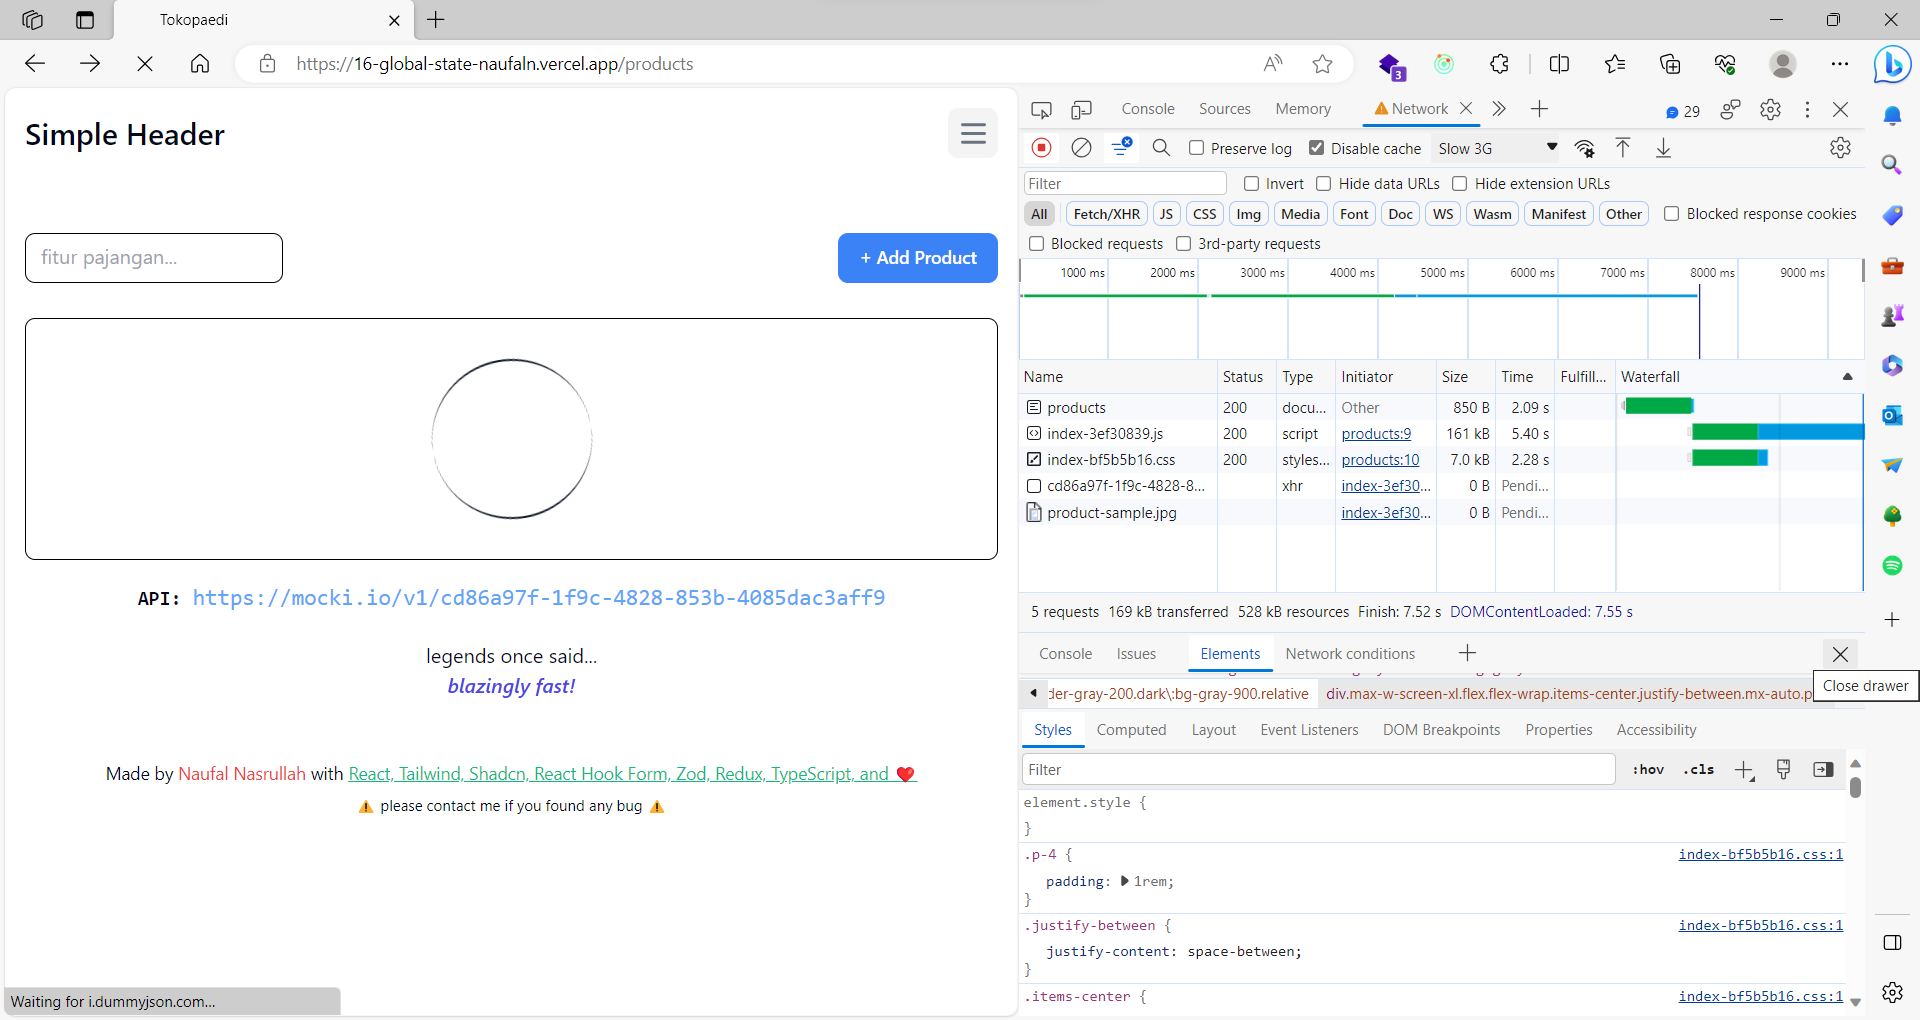 Tokopaedi
https://16-global-state-naufaln.vercel.app/products
3
Simple Header
fitur pajangan...
+ Add Product
API: https://mocki.io/v1/cd86a97f-1f9c-4828-853b-4085dac3aff9
legends once said...
blazingly fast!
Made by Naufal Nasrullah with React, Tailwind, Shadcn, React Hook Form, Zod, Redux, TypeScript, and ❤️
⚠️ please contact me if you found any bug ⚠️
Waiting for i.dummyjson.com...
Console Sources Memory Network 29
Preserve log Disable cache Slow 3G
Filter Invert Hide data URLs Hide extension URLs
All Fetch/XHR JS CSS Img Media Font Doc WS Wasm Manifest Other Blocked response cookies
Blocked requests 3rd-party requests
1000 ms 2000 ms 3000 ms 4000 ms 5000 ms 6000 ms 7000 ms 8000 ms 9000 ms
Name Status Type Initiator Size Time Fulfill... Waterfall
products 200 docu... Other 850 B 2.09 s
index-3ef30839.js 200 script products:9 161 kB 5.40 s
index-bf5b5b16.css 200 styles... products:10 7.0 kB 2.28 s
cd86a97f-1f9c-4828-8... xhr index-3ef30... 0 B Pendi...
product-sample.jpg index-3ef30... 0 B Pendi...
5 requests 169 kB transferred 528 kB resources Finish: 7.52 s DOMContentLoaded: 7.55 s
Console Issues Elements Network conditions
Close drawer
der-gray-200.dark\:bg-gray-900.relative div.max-w-screen-xl.flex.flex-wrap.items-center.justify-between.mx-auto.p
Styles Computed Layout Event Listeners DOM Breakpoints Properties Accessibility
Filter :hov .cls
element.style {
}
.p-4 { index-bf5b5b16.css:1
padding: 1rem;
}
.justify-between { index-bf5b5b16.css:1
justify-content: space-between;
}
.items-center { index-bf5b5b16.css:1